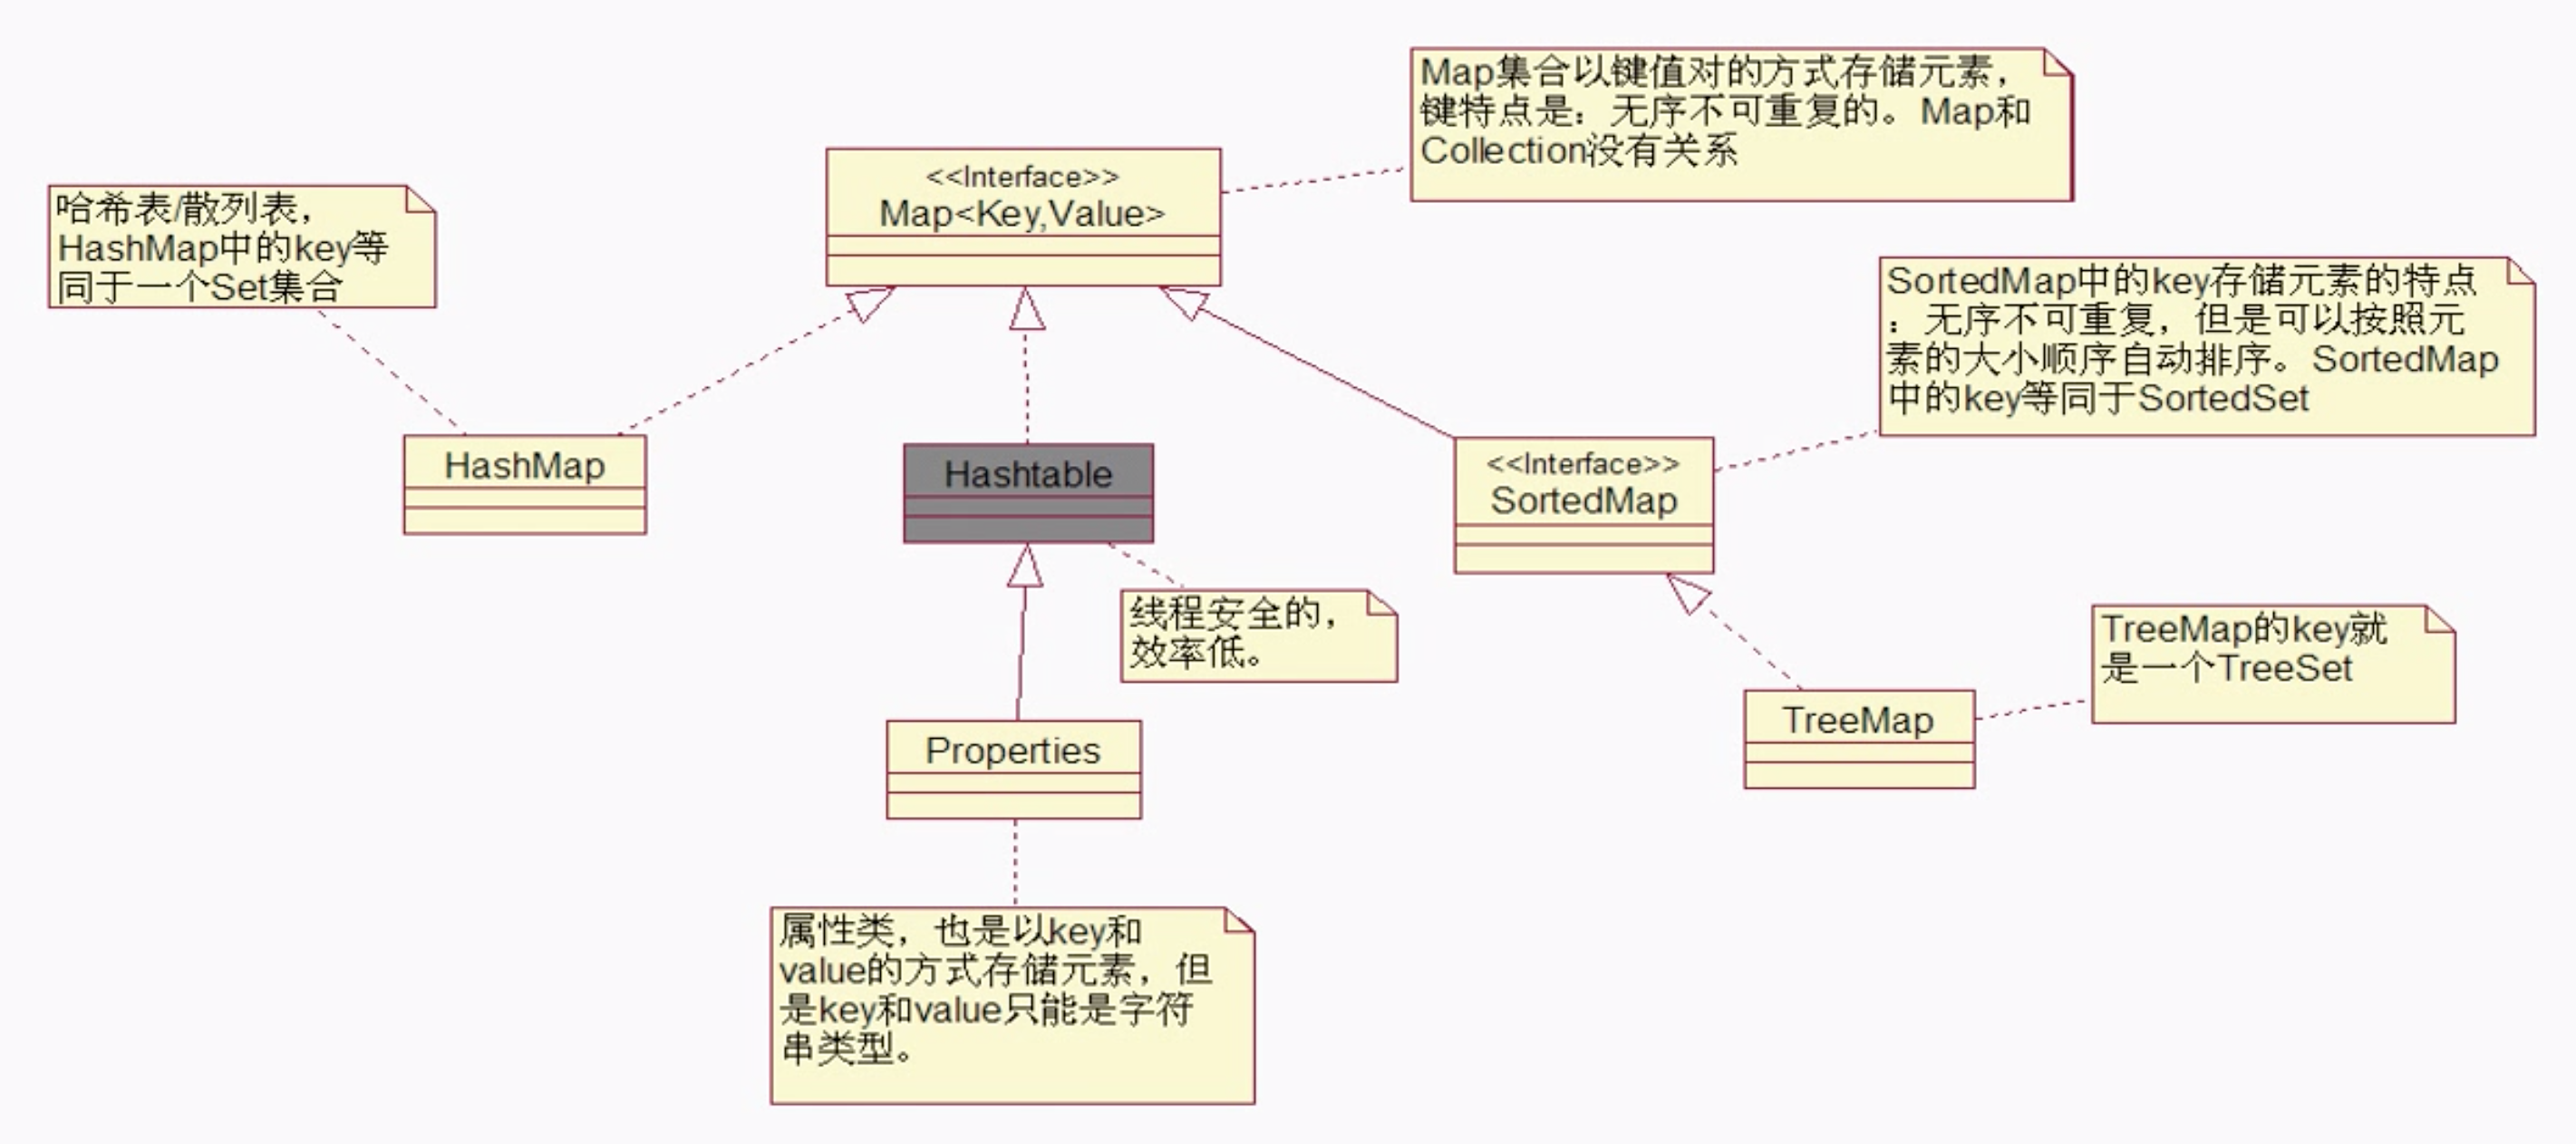 Map集合以键值对的方式存储元素，
键特点是：无序不可重复的。Map和
Collection没有关系
<<Interface>>
Map<Key,Value>
哈希表/散列表，
HashMap中的key等
同于一个Set集合
SortedMap中的key存储元素的特点
：无序不可重复，但是可以按照元
素的大小顺序自动排序。SortedMap
中的key等同于SortedSet
HashMap
Hashtable
<<Interface>>
SortedMap
线程安全的，
效率低。
TreeMap的key就
是一个TreeSet
TreeMap
Properties
属性类，也是以key和
value的方式存储元素，但
是key和value只能是字符
串类型。